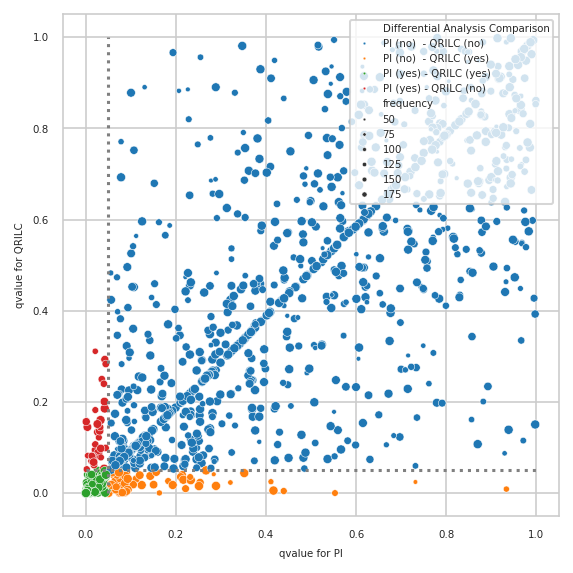 Differential Analysis Comparison
PI (no)  - QRILC (no)
PI (no)  - QRILC (yes)
PI (yes) - QRILC (yes)
PI (yes) - QRILC (no)
frequency
50
75
100
125
150
175
1.0
0.8
0.6
0.4
0.2
0.0
qvalue for QRILC
0.0 0.2 0.4 0.6 0.8 1.0
qvalue for PI